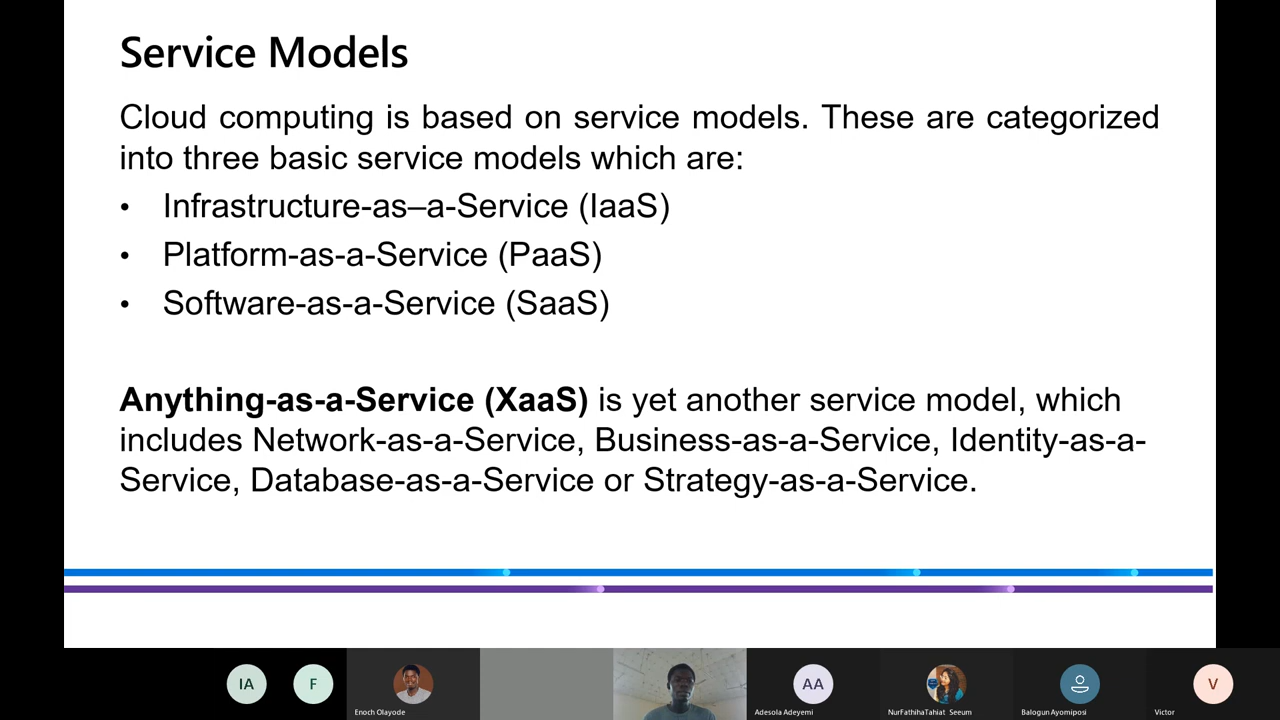 Service Models
Cloud computing is based on service models. These are categorized
into three basic service models which are:
• Infrastructure-as–a-Service (IaaS)
• Platform-as-a-Service (PaaS)
• Software-as-a-Service (SaaS)
Anything-as-a-Service (XaaS) is yet another service model, which
includes Network-as-a-Service, Business-as-a-Service, Identity-as-a-
Service, Database-as-a-Service or Strategy-as-a-Service.
IA
F
AA
V
Enoch Olayode
Adesola Adeyemi
NurFathihaTahiat Seeum
Balogun Ayomiposi
Victor